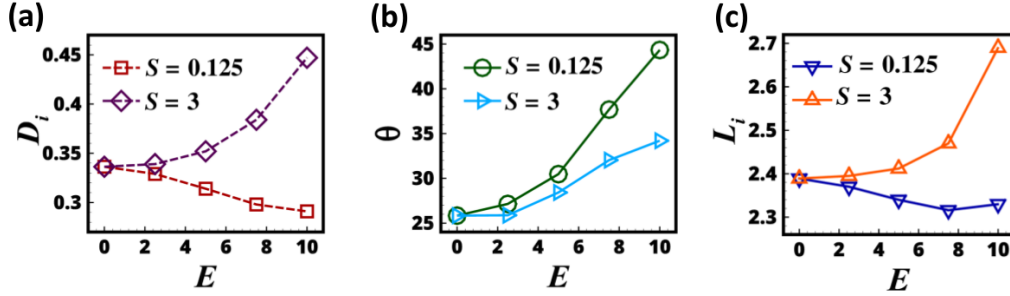 (a)
D_i
0.45
0.4
0.35
0.3
S = 0.125
S = 3
0 2 4 6 8 10
E
(b)
θ
45
40
35
30
25
S = 0.125
S = 3
0 2 4 6 8 10
E
(c)
L_i
2.7
2.6
2.5
2.4
2.3
S = 0.125
S = 3
0 2 4 6 8 10
E